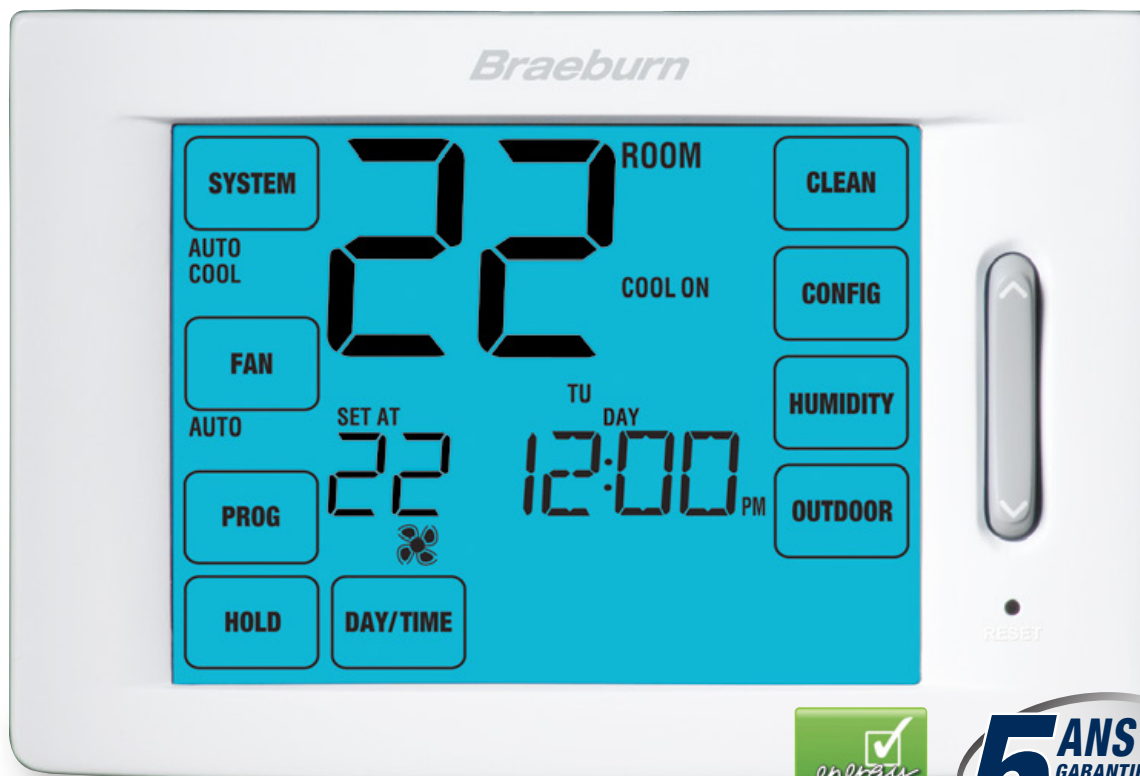 Braeburn
SYSTEM
AUTO
COOL
FAN
AUTO
PROG
HOLD
DAY/TIME
22 ROOM
COOL ON
SET AT
22
TU
DAY
12:00 PM
CLEAN
CONFIG
HUMIDITY
OUTDOOR
RESET
5 ANS